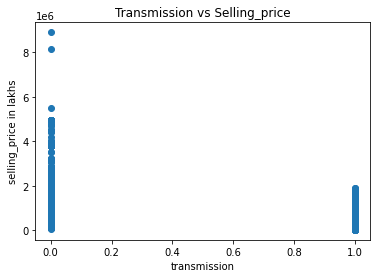 Transmission vs Selling_price
1e6
8
6
4
2
0
selling_price in lakhs
0.0 0.2 0.4 0.6 0.8 1.0
transmission